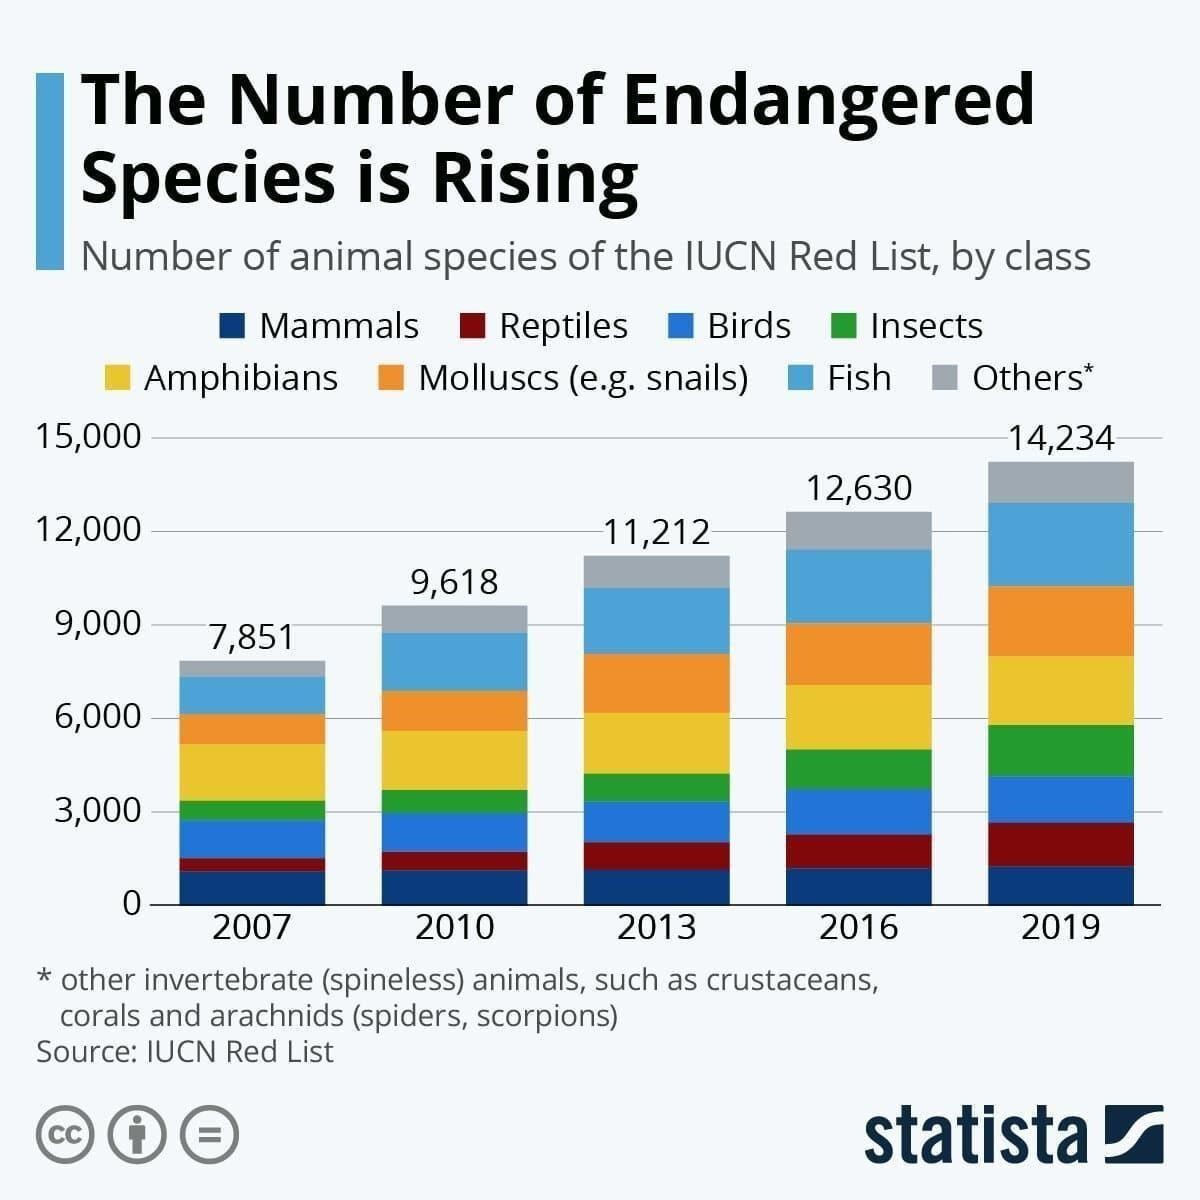 The Number of Endangered
Species is Rising
Number of animal species of the IUCN Red List, by class
Mammals Reptiles Birds Insects
Amphibians Molluscs (e.g. snails) Fish Others*
15,000
12,000
9,000
6,000
3,000
0
7,851
9,618
11,212
12,630
14,234
2007 2010 2013 2016 2019
* other invertebrate (spineless) animals, such as crustaceans,
corals and arachnids (spiders, scorpions)
Source: IUCN Red List
cc
statista